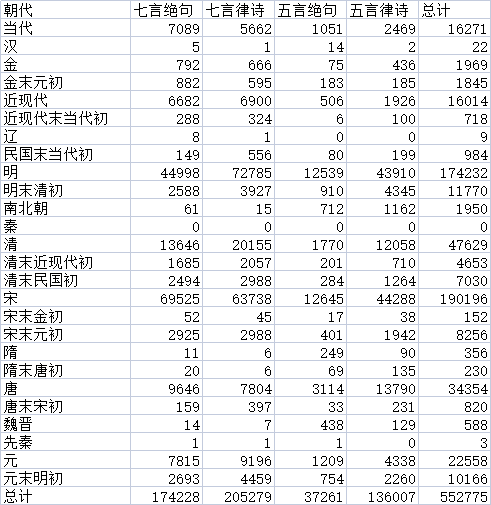 朝代 七言绝句 七言律诗 五言绝句 五言律诗 总计
当代 7089 5662 1051 2469 16271
汉 5 1 14 2 22
金 792 666 75 436 1969
金末元初 882 595 183 185 1845
近现代 6682 6900 506 1926 16014
近现代末当代初 288 324 6 100 718
辽 8 1 0 0 9
民国末当代初 149 556 80 199 984
明 44998 72785 12539 43910 174232
明末清初 2588 3927 910 4345 11770
南北朝 61 15 712 1162 1950
秦 0 0 0 0 0
清 13646 20155 1770 12058 47629
清末近现代初 1685 2057 201 710 4653
清末民国初 2494 2988 284 1264 7030
宋 69525 63738 12645 44288 190196
宋末金初 52 45 17 38 152
宋末元初 2925 2988 401 1942 8256
隋 11 6 249 90 356
隋末唐初 20 6 69 135 230
唐 9646 7804 3114 13790 34354
唐末宋初 159 397 33 231 820
魏晋 14 7 438 129 588
先秦 1 1 1 0 3
元 7815 9196 1209 4338 22558
元末明初 2693 4459 754 2260 10166
总计 174228 205279 37261 136007 552775